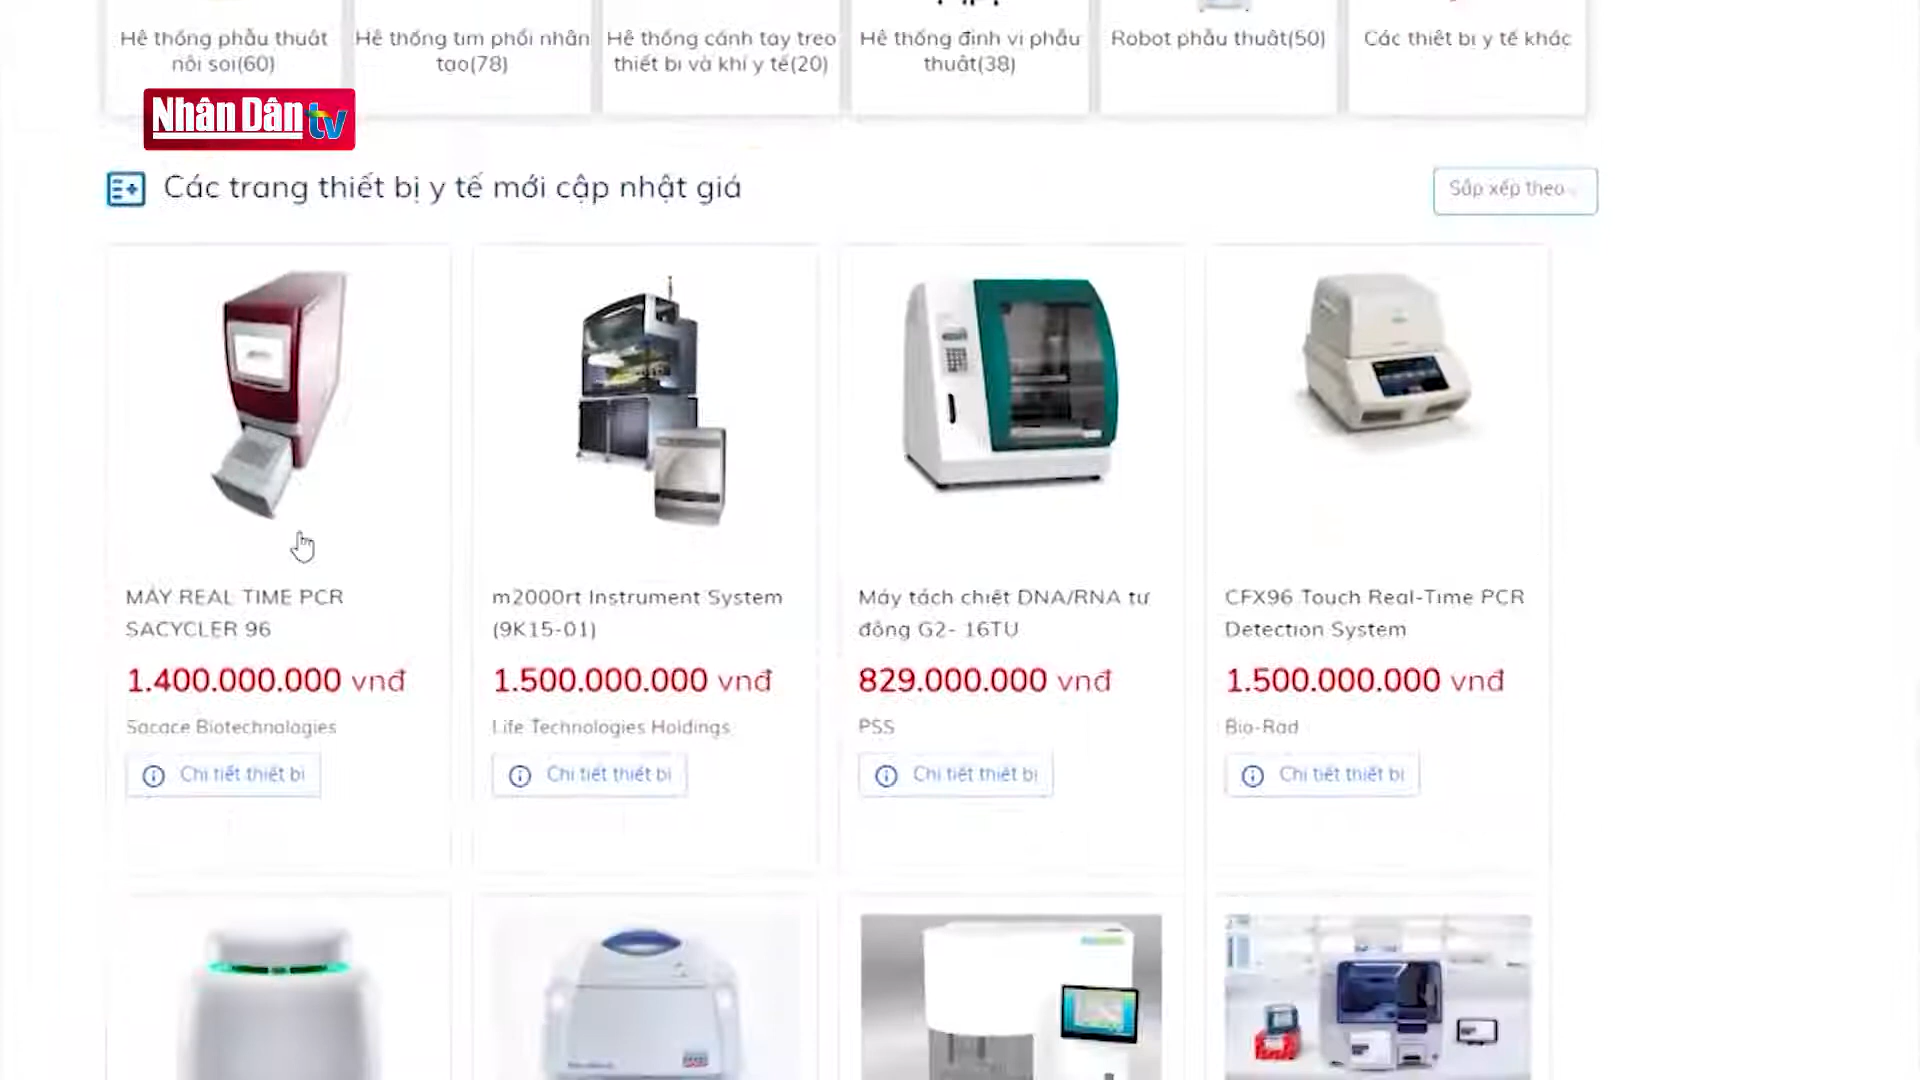 Hệ thống phẫu thuật
nội soi(60)
Hệ thống tim phổi nhân
tạo(78)
Hệ thống cánh tay treo
thiết bị và khí y tế(20)
Hệ thống định vị phẫu
thuật(38)
Robot phẫu thuật(50)
Các thiết bị y tế khác
Nhân Dân tv
Các trang thiết bị y tế mới cập nhật giá
Sắp xếp theo
MÁY REAL TIME PCR
SACYCLER 96
1.400.000.000 vnđ
Sacace Biotechnologies
Chi tiết thiết bị
m2000rt Instrument System
(9K15-01)
1.500.000.000 vnđ
Life Technologies Holdings
Chi tiết thiết bị
Máy tách chiết DNA/RNA tự
động G2- 16TU
829.000.000 vnđ
PSS
Chi tiết thiết bị
CFX96 Touch Real-Time PCR
Detection System
1.500.000.000 vnđ
Bio-Rad
Chi tiết thiết bị